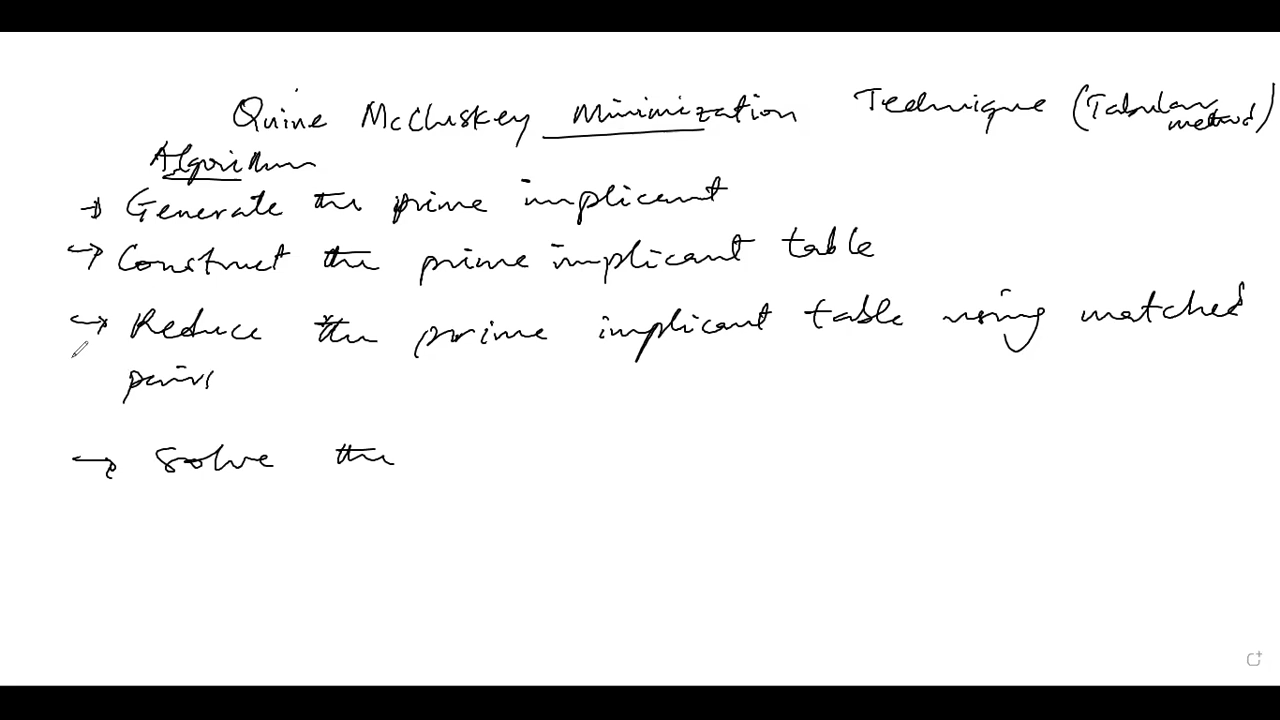 Quine McCluskey Minimization Technique (Tabular method)
Algorithm
→ Generate the prime implicant
→ Construct the prime implicant table
→ Reduce the prime implicant table using matched
pairs
→ Solve the